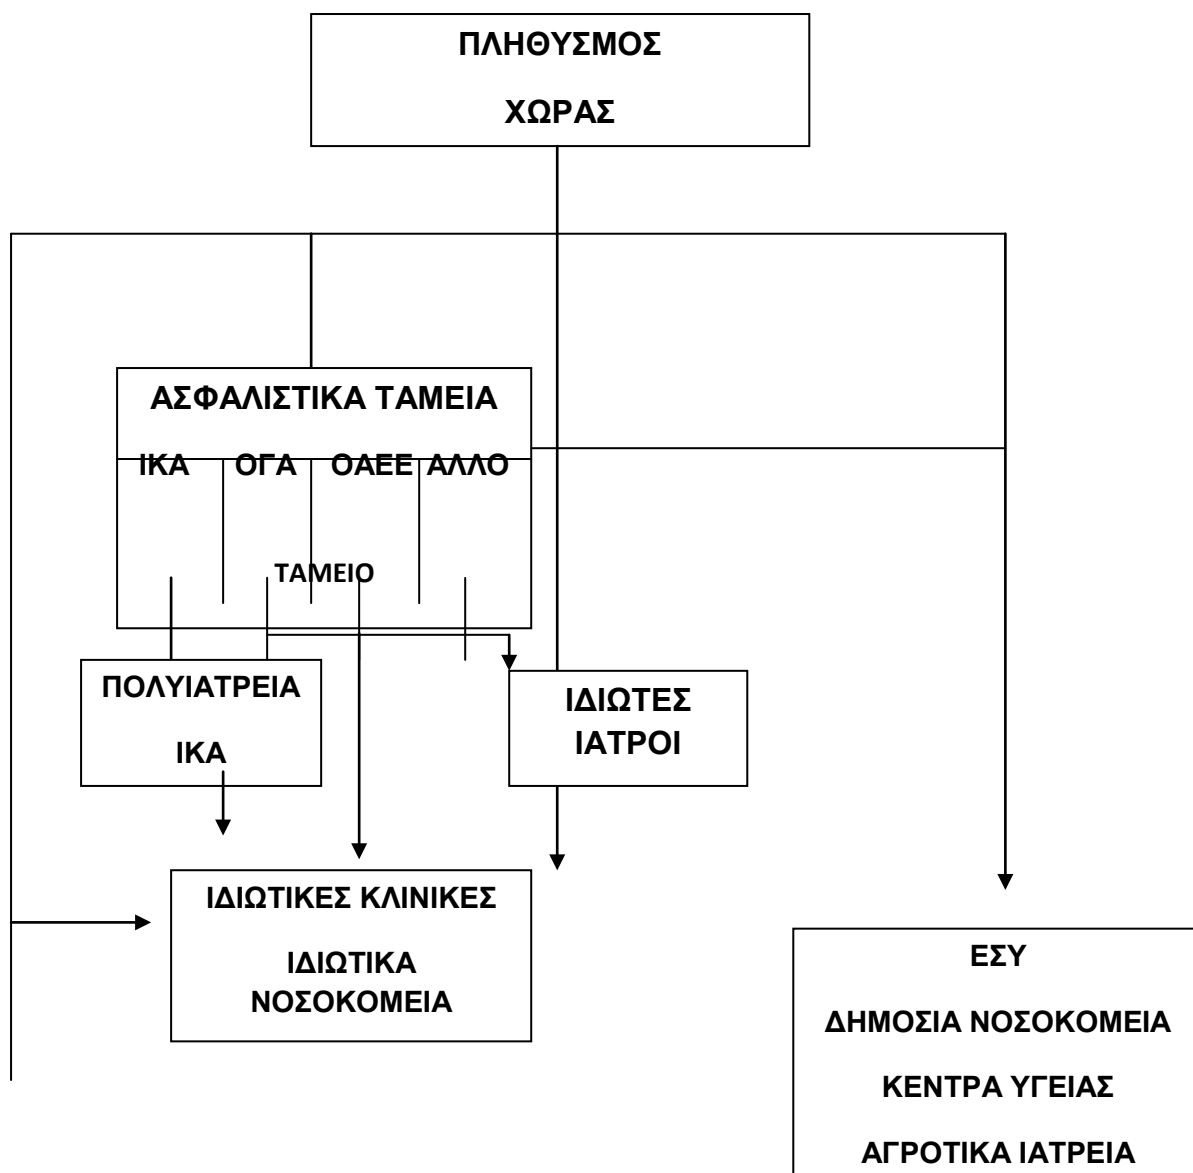 ΠΛΗΘΥΣΜΟΣ
ΧΩΡΑΣ
ΑΣΦΑΛΙΣΤΙΚΑ ΤΑΜΕΙΑ
ΙΚΑ ΟΓΑ ΟΑΕΕ ΑΛΛΟ
ΤΑΜΕΙΟ
ΠΟΛΥΙΑΤΡΕΙΑ
ΙΚΑ
ΙΔΙΩΤΕΣ
ΙΑΤΡΟΙ
ΙΔΙΩΤΙΚΕΣ ΚΛΙΝΙΚΕΣ
ΙΔΙΩΤΙΚΑ
ΝΟΣΟΚΟΜΕΙΑ
ΕΣΥ
ΔΗΜΟΣΙΑ ΝΟΣΟΚΟΜΕΙΑ
ΚΕΝΤΡΑ ΥΓΕΙΑΣ
ΑΓΡΟΤΙΚΑ ΙΑΤΡΕΙΑ